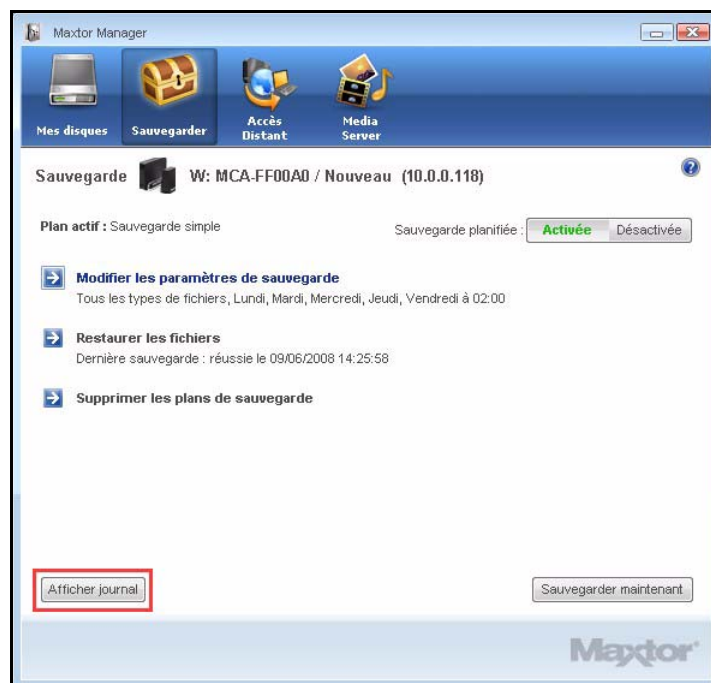 Maxtor Manager
Mes disques
Sauvegarder
Accès
Distant
Media
Server
Sauvegarde W: MCA-FF00A0 / Nouveau (10.0.0.118)
Plan actif : Sauvegarde simple
Sauvegarde planifiée : Activée Désactivée
Modifier les paramètres de sauvegarde
Tous les types de fichiers, Lundi, Mardi, Mercredi, Jeudi, Vendredi à 02:00
Restaurer les fichiers
Dernière sauvegarde : réussie le 09/06/2008 14:25:58
Supprimer les plans de sauvegarde
Afficher journal
Sauvegarder maintenant
Maxtor